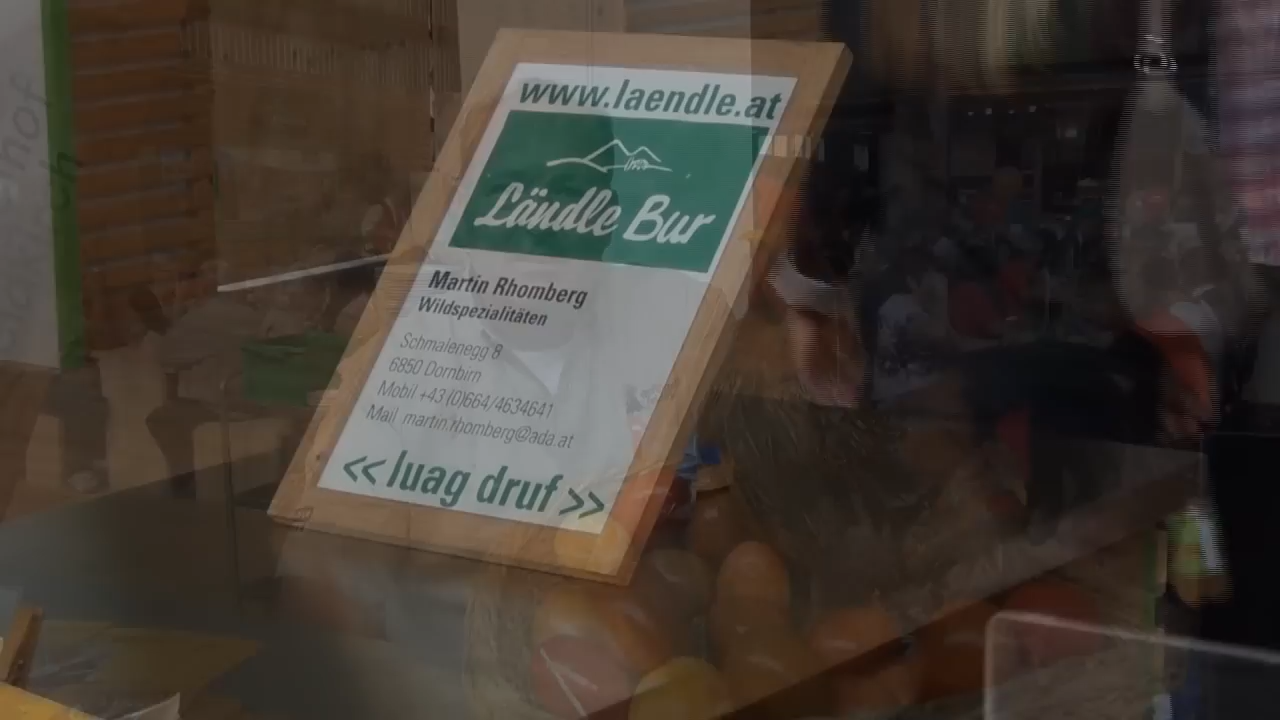 www.laendle.at
Ländle Bur
Martin Rhomberg
Wildspezialitäten
Schmalenegg 8
6850 Dornbirn
Mobil +43 (0)664/4634641
Mail martin.rhomberg@ada.at
<< luag druf >>